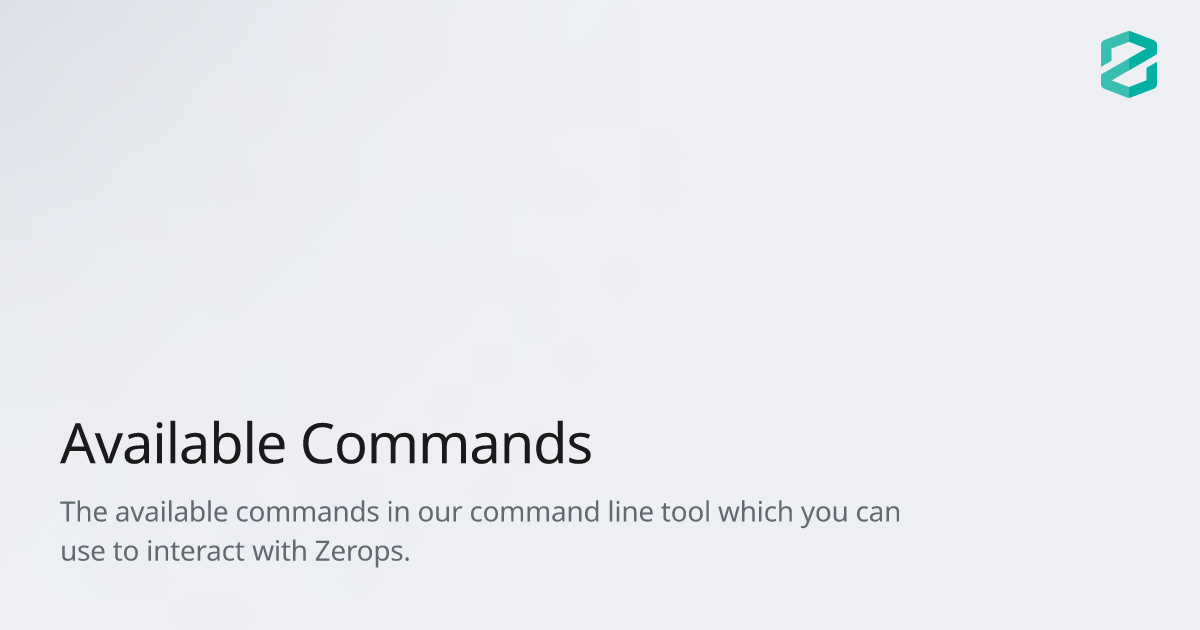 Available Commands
The available commands in our command line tool which you can
use to interact with Zerops.